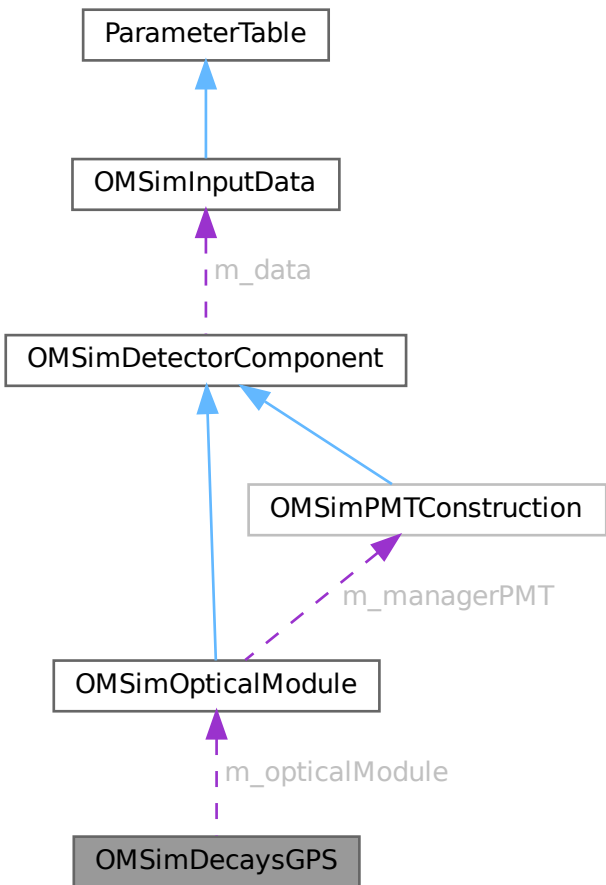 ParameterTable
OMSimInputData
m_data
OMSimDetectorComponent
OMSimPMTConstruction
m_managerPMT
OMSimOpticalModule
m_opticalModule
OMSimDecaysGPS